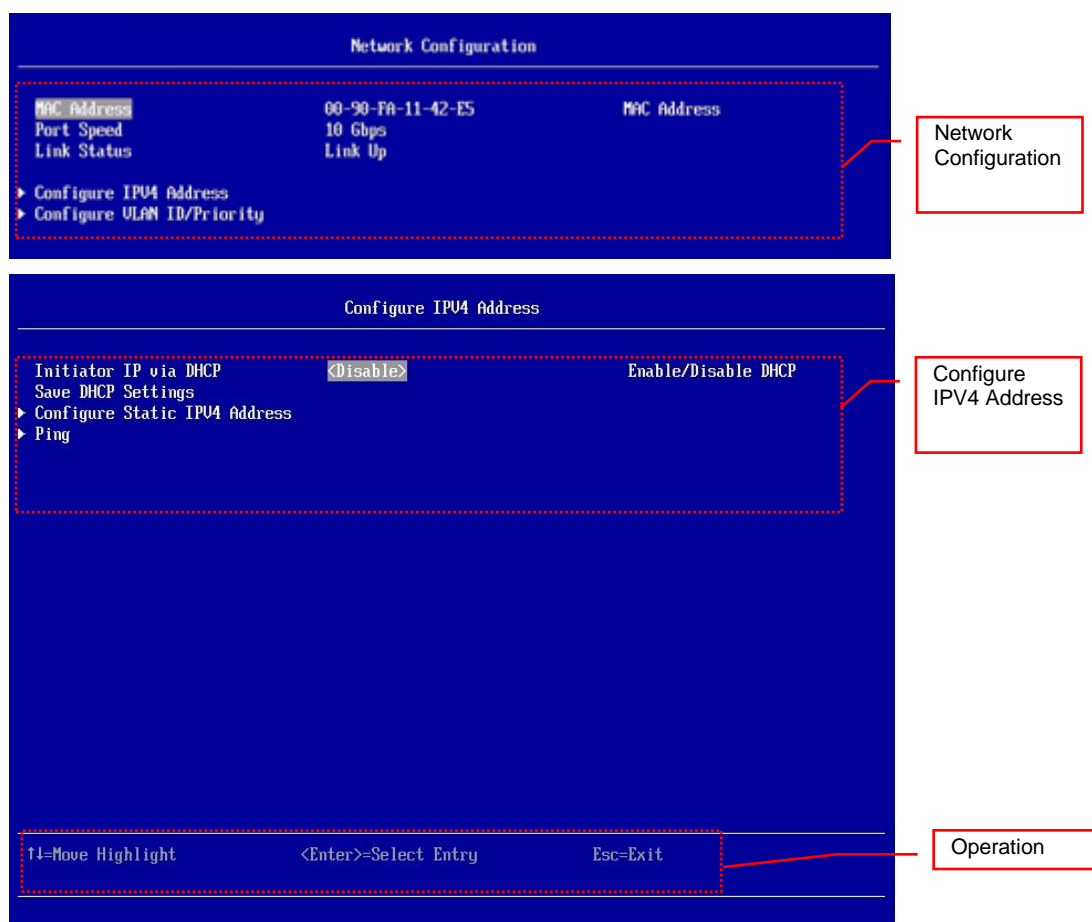 Network Configuration
MAC Address 00-90-FA-11-42-E5 MAC Address
Port Speed 10 Gbps
Link Status Link Up
Configure IPV4 Address
Configure VLAN ID/Priority
Network
Configuration
Configure IPV4 Address
Initiator IP via DHCP <Disable> Enable/Disable DHCP
Save DHCP Settings
Configure Static IPV4 Address
Ping
Configure
IPV4 Address
↑↓=Move Highlight <Enter>=Select Entry Esc=Exit
Operation